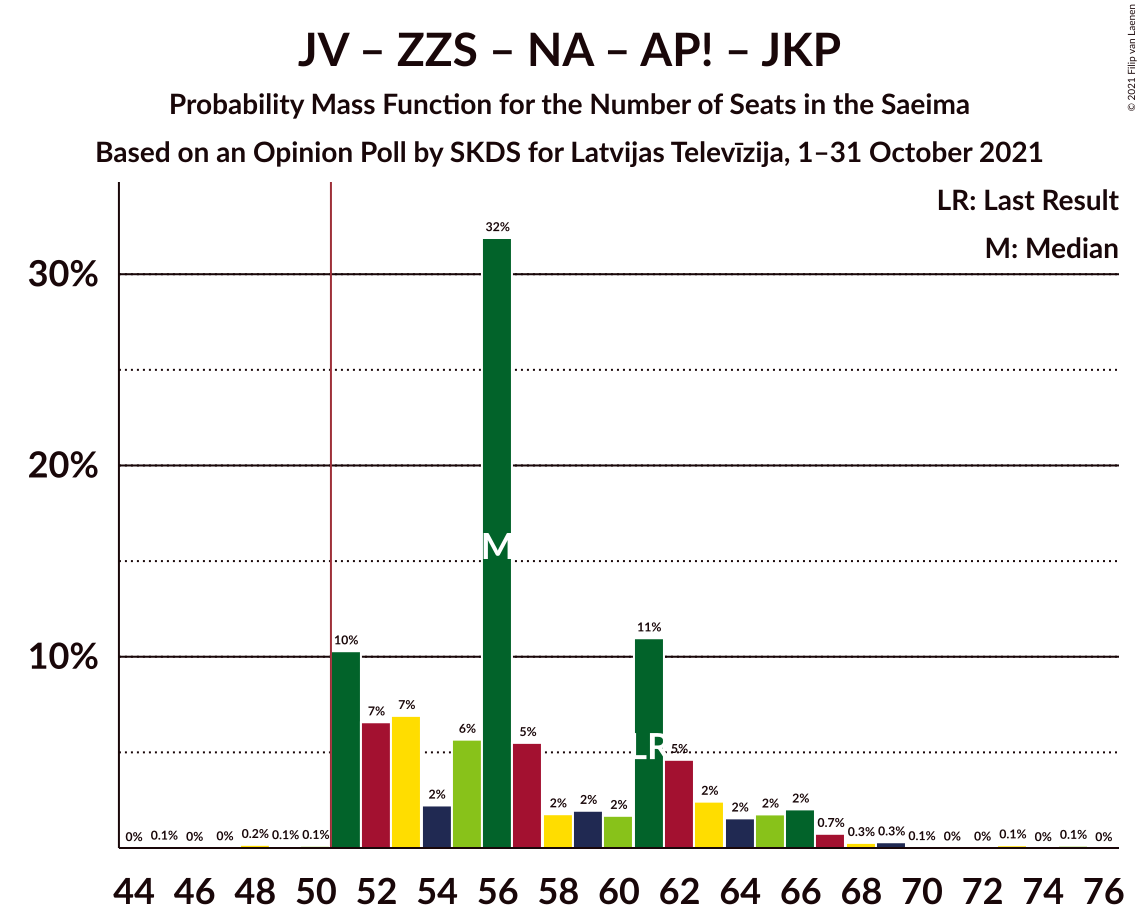 JV – ZZS – NA – AP! – JKP
Probability Mass Function for the Number of Seats in the Saeima
Based on an Opinion Poll by SKDS for Latvijas Televīzija, 1–31 October 2021
© 2021 Filip van Laenen
LR: Last Result
M: Median
30%
20%
10%
0% 0.1% 0% 0% 0.2% 0.1% 0.1% 10% 7% 7% 2% 6% 32% 5% 2% 2% 2% 11% 5% 2% 2% 2% 2% 0.7% 0.3% 0.3% 0.1% 0% 0% 0.1% 0% 0.1% 0%
M
LR
44 46 48 50 52 54 56 58 60 62 64 66 68 70 72 74 76